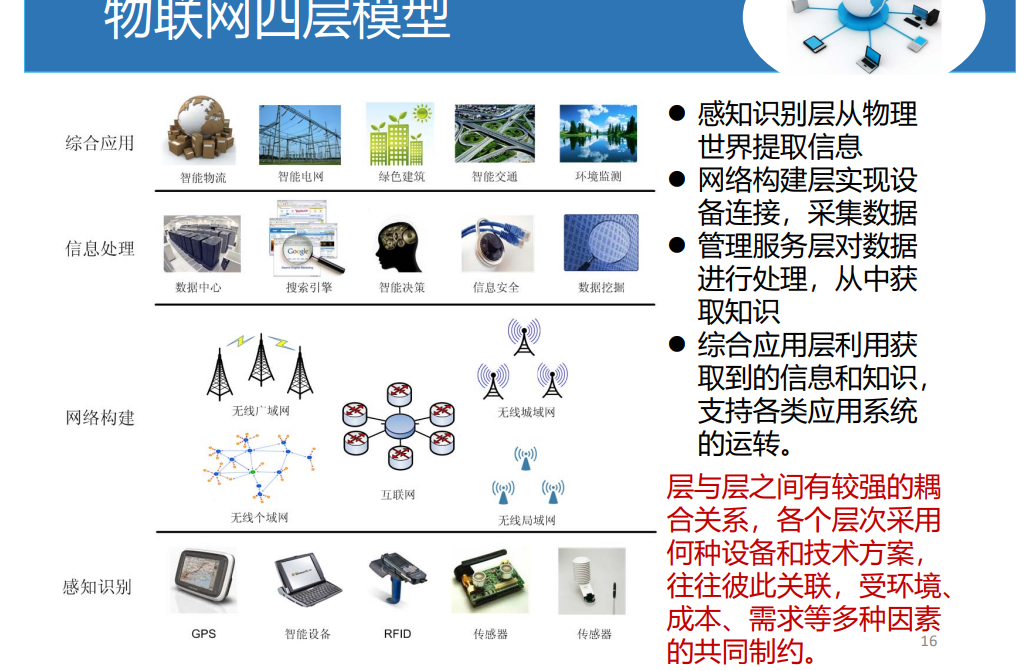 物联网四层模型
综合应用
智能物流
智能电网
绿色建筑
智能交通
环境监测
信息处理
Google
数据中心
搜索引擎
智能决策
信息安全
数据挖掘
网络构建
无线广域网
无线城域网
互联网
无线个域网
无线局域网
感知识别
GPS
智能设备
RFID
传感器
传感器
● 感知识别层从物理
世界提取信息
● 网络构建层实现设
备连接，采集数据
● 管理服务层对数据
进行处理，从中获
取知识
● 综合应用层利用获
取到的信息和知识，
支持各类应用系统
的运转。
层与层之间有较强的耦
合关系，各个层次采用
何种设备和技术方案，
往往彼此关联，受环境、
成本、需求等多种因素
的共同制约。
16